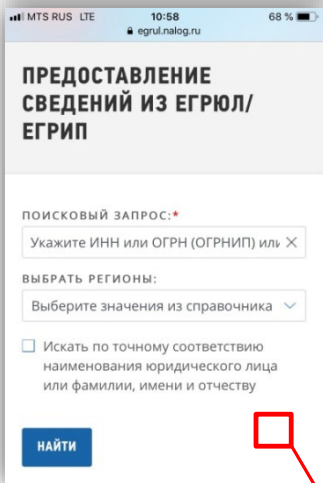 MTS RUS LTE 10:58 68 %
egrul.nalog.ru
ПРЕДОСТАВЛЕНИЕ
СВЕДЕНИЙ ИЗ ЕГРЮЛ/
ЕГРИП
ПОИСКОВЫЙ ЗАПРОС:*
Укажите ИНН или ОГРН (ОГРНИП) или
ВЫБРАТЬ РЕГИОНЫ:
Выберите значения из справочника
Искать по точному соответствию
наименования юридического лица
или фамилии, имени и отчеству
НАЙТИ